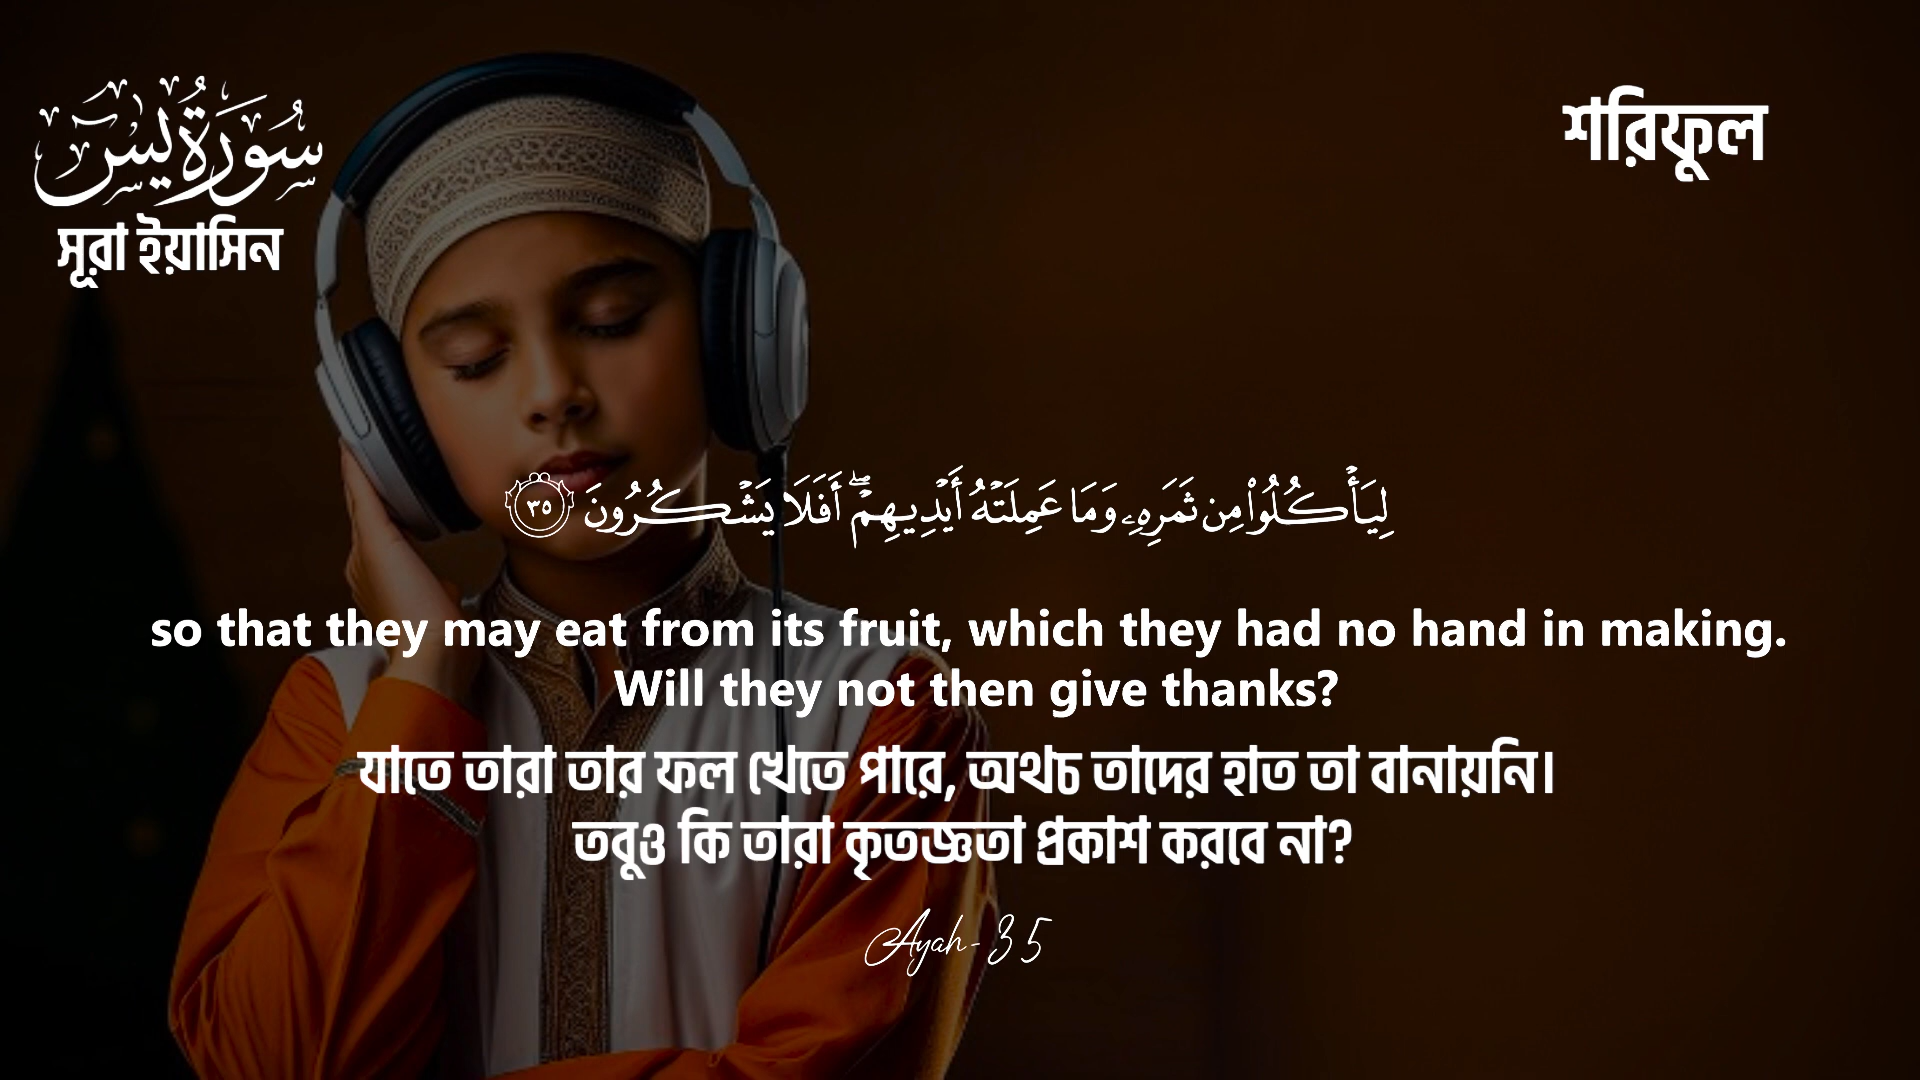 سُورَةُ يسٓ
সূরা ইয়াসিন
শরিফুল
لِيَأْكُلُوا۟ مِن ثَمَرِهِۦ وَمَا عَمِلَتْهُ أَيْدِيهِمْ ۖ أَفَلَا يَشْكُرُونَ ٣٥
so that they may eat from its fruit, which they had no hand in making.
Will they not then give thanks?
যাতে তারা তার ফল খেতে পারে, অথচ তাদের হাত তা বানায়নি।
তবুও কি তারা কৃতজ্ঞতা প্রকাশ করবে না?
Ayah-35